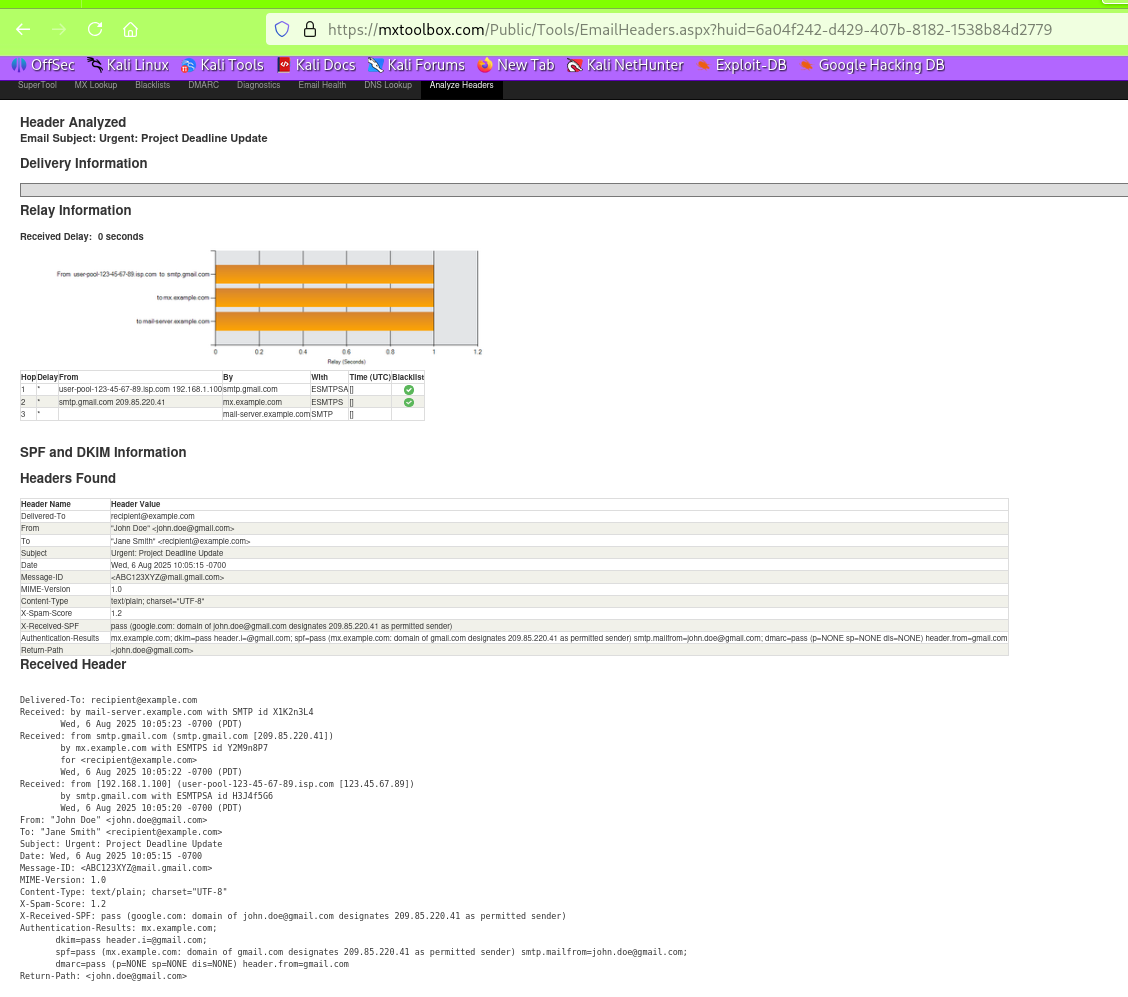 https://mxtoolbox.com/Public/Tools/EmailHeaders.aspx?huid=6a04f242-d429-407b-8182-1538b84d2779
OffSec Kali Linux Kali Tools Kali Docs Kali Forums New Tab Kali NetHunter Exploit-DB Google Hacking DB
SuperTool MX Lookup Blacklists DMARC Diagnostics Email Health DNS Lookup Analyze Headers
Header Analyzed
Email Subject: Urgent: Project Deadline Update
Delivery Information
Relay Information
Received Delay: 0 seconds
From user-pool-123-45-67-89.isp.com to smtp.gmail.com
to mx.example.com
to mail-server.example.com
0 0.2 0.4 0.6 0.8 1 1.2
Relay (Seconds)
Hop Delay From By With Time (UTC) Blacklist
1 * user-pool-123-45-67-89.isp.com 192.168.1.100 smtp.gmail.com ESMTPSA []
2 * smtp.gmail.com 209.85.220.41 mx.example.com ESMTPS []
3 * mail-server.example.com SMTP []
SPF and DKIM Information
Headers Found
Header Name Header Value
Delivered-To recipient@example.com
From "John Doe" <john.doe@gmail.com>
To "Jane Smith" <recipient@example.com>
Subject Urgent: Project Deadline Update
Date Wed, 6 Aug 2025 10:05:15 -0700
Message-ID <ABC123XYZ@mail.gmail.com>
MIME-Version 1.0
Content-Type text/plain; charset="UTF-8"
X-Spam-Score 1.2
X-Received-SPF pass (google.com: domain of john.doe@gmail.com designates 209.85.220.41 as permitted sender)
Authentication-Results mx.example.com; dkim=pass header.i=@gmail.com; spf=pass (mx.example.com: domain of gmail.com designates 209.85.220.41 as permitted sender) smtp.mailfrom=john.doe@gmail.com; dmarc=pass (p=NONE sp=NONE dis=NONE) header.from=gmail.com
Return-Path <john.doe@gmail.com>
Received Header
Delivered-To: recipient@example.com
Received: by mail-server.example.com with SMTP id X1K2n3L4
Wed, 6 Aug 2025 10:05:23 -0700 (PDT)
Received: from smtp.gmail.com (smtp.gmail.com [209.85.220.41])
by mx.example.com with ESMTPS id Y2M9n8P7
for <recipient@example.com>
Wed, 6 Aug 2025 10:05:22 -0700 (PDT)
Received: from [192.168.1.100] (user-pool-123-45-67-89.isp.com [123.45.67.89])
by smtp.gmail.com with ESMTPSA id H3J4f5G6
Wed, 6 Aug 2025 10:05:20 -0700 (PDT)
From: "John Doe" <john.doe@gmail.com>
To: "Jane Smith" <recipient@example.com>
Subject: Urgent: Project Deadline Update
Date: Wed, 6 Aug 2025 10:05:15 -0700
Message-ID: <ABC123XYZ@mail.gmail.com>
MIME-Version: 1.0
Content-Type: text/plain; charset="UTF-8"
X-Spam-Score: 1.2
X-Received-SPF: pass (google.com: domain of john.doe@gmail.com designates 209.85.220.41 as permitted sender)
Authentication-Results: mx.example.com;
dkim=pass header.i=@gmail.com;
spf=pass (mx.example.com: domain of gmail.com designates 209.85.220.41 as permitted sender) smtp.mailfrom=john.doe@gmail.com;
dmarc=pass (p=NONE sp=NONE dis=NONE) header.from=gmail.com
Return-Path: <john.doe@gmail.com>